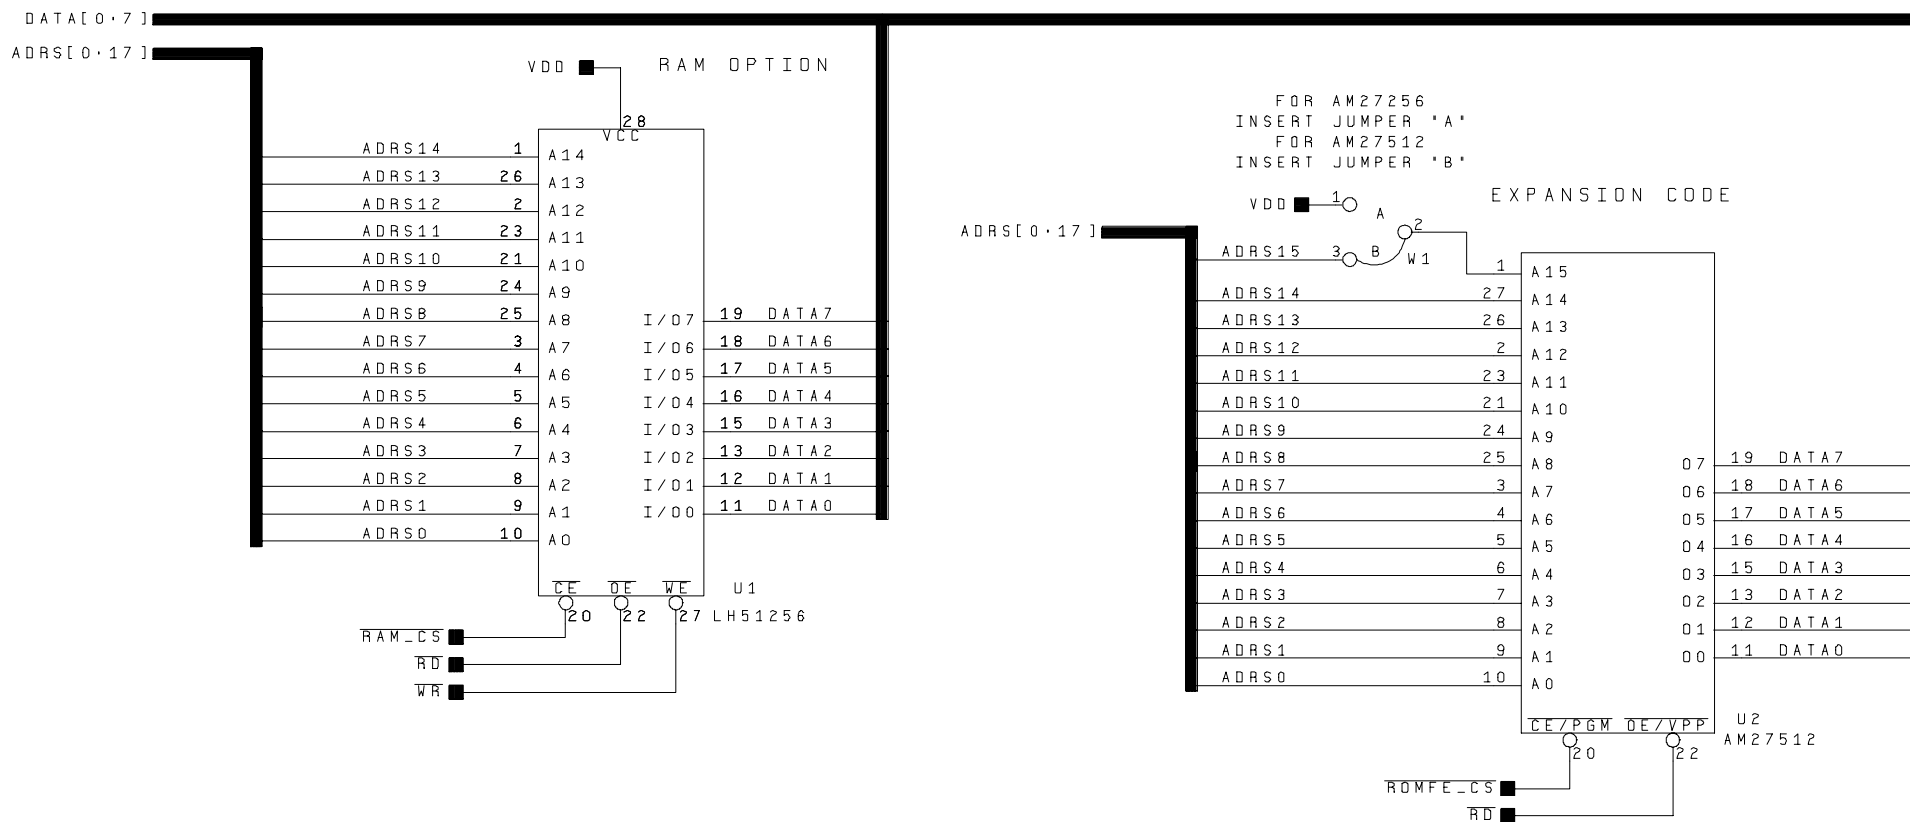 DATA[0·7]
ADRS[0·17]
VDD
RAM OPTION
28
VCC
ADRS14 1 A14
ADRS13 26 A13
ADRS12 2 A12
ADRS11 23 A11
ADRS10 21 A10
ADRS9 24 A9
ADRS8 25 A8 I/O7 19 DATA7
ADRS7 3 A7 I/O6 18 DATA6
ADRS6 4 A6 I/O5 17 DATA5
ADRS5 5 A5 I/O4 16 DATA4
ADRS4 6 A4 I/O3 15 DATA3
ADRS3 7 A3 I/O2 13 DATA2
ADRS2 8 A2 I/O1 12 DATA1
ADRS1 9 A1 I/O0 11 DATA0
ADRS0 10 A0
CE OE WE U1
20 22 27 LH51256
RAM_CS
RD
WR
FOR AM27256
INSERT JUMPER "A"
FOR AM27512
INSERT JUMPER "B"
EXPANSION CODE
VDD 1
A
2
ADRS[0·17]
ADRS15 3 B W1
1 A15
ADRS14 27 A14
ADRS13 26 A13
ADRS12 2 A12
ADRS11 23 A11
ADRS10 21 A10
ADRS9 24 A9
ADRS8 25 A8 O7 19 DATA7
ADRS7 3 A7 O6 18 DATA6
ADRS6 4 A6 O5 17 DATA5
ADRS5 5 A5 O4 16 DATA4
ADRS4 6 A4 O3 15 DATA3
ADRS3 7 A3 O2 13 DATA2
ADRS2 8 A2 O1 12 DATA1
ADRS1 9 A1 O0 11 DATA0
ADRS0 10 A0
CE/PGM OE/VPP U2
20 22 AM27512
ROMFE_CS
RD